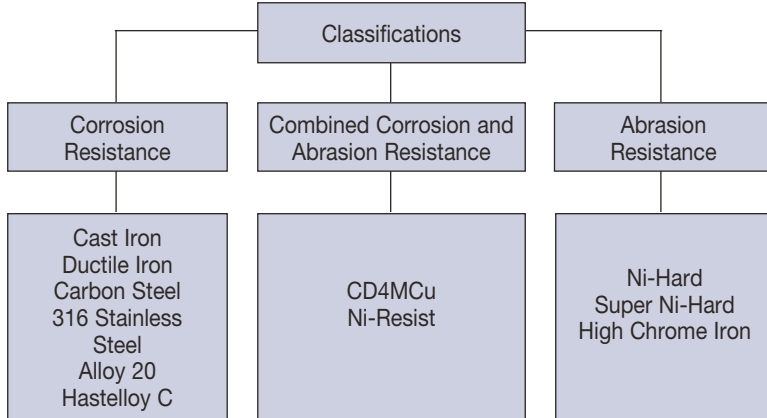 Classifications
Corrosion
Resistance
Combined Corrosion and
Abrasion Resistance
Abrasion
Resistance
Cast Iron
Ductile Iron
Carbon Steel
316 Stainless
Steel
Alloy 20
Hastelloy C
CD4MCu
Ni-Resist
Ni-Hard
Super Ni-Hard
High Chrome Iron